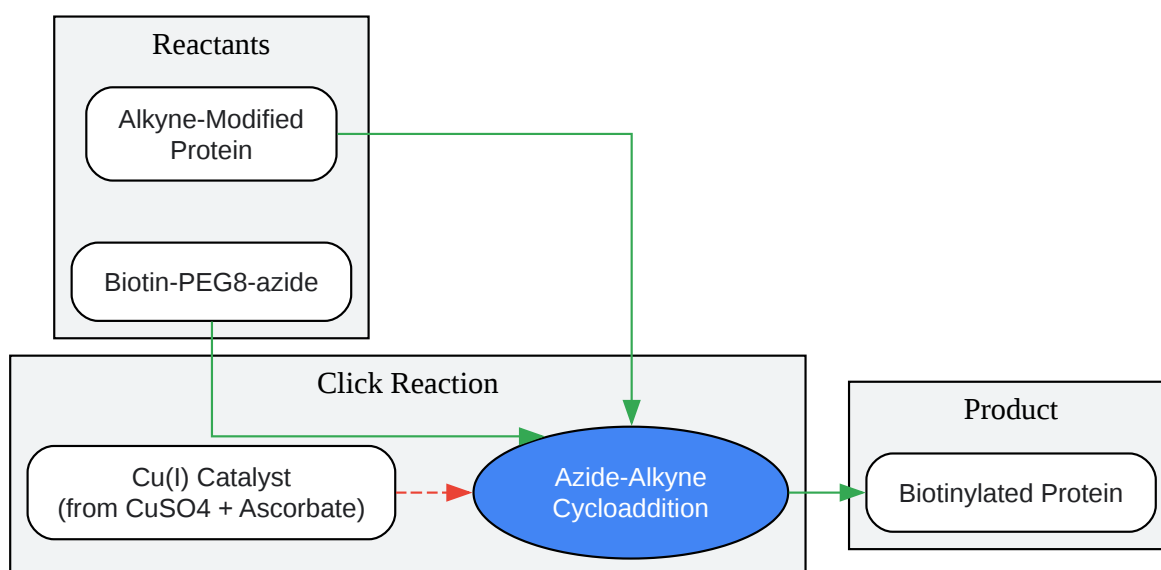 Reactants
Alkyne-Modified
Protein
Biotin-PEG8-azide
Click Reaction
Cu(I) Catalyst
(from CuSO4 + Ascorbate)
Azide-Alkyne
Cycloaddition
Product
Biotinylated Protein